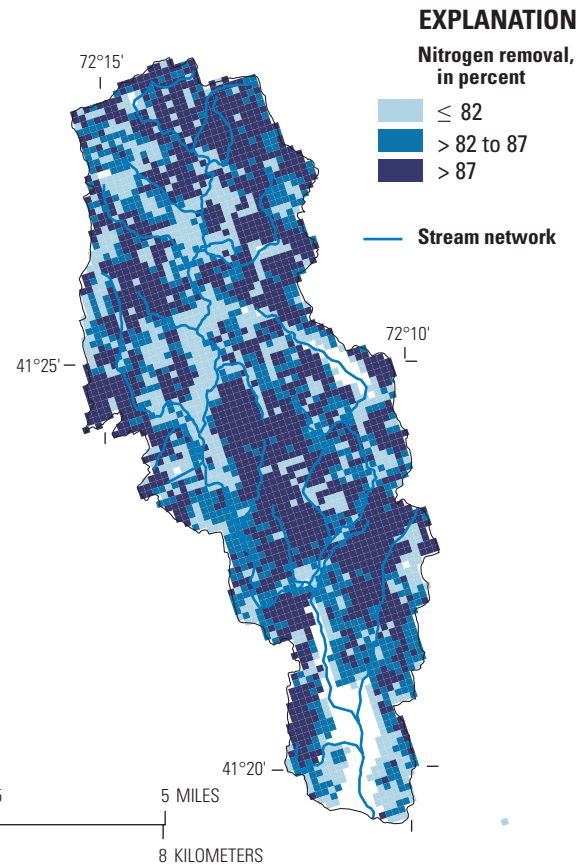 EXPLANATION
Nitrogen removal,
in percent
≤ 82
> 82 to 87
> 87
Stream network
72°15'
72°10'
41°25'
41°20'
5 MILES
8 KILOMETERS